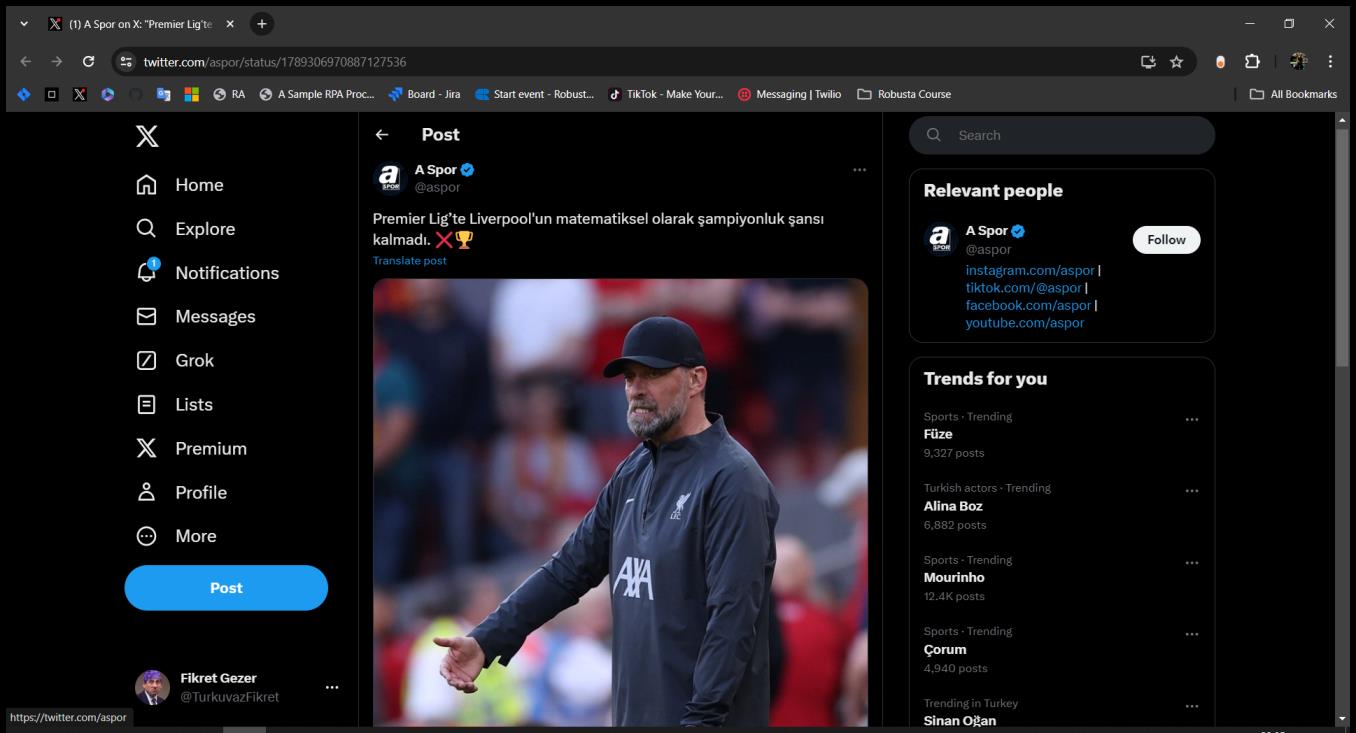 (1) A Spor on X: "Premier Lig'te
twitter.com/aspor/status/1789306970887127536
RA
A Sample RPA Proc...
Board - Jira
Start event - Robust...
TikTok - Make Your...
Messaging | Twilio
Robusta Course
All Bookmarks
Home
Explore
1
Notifications
Messages
Grok
Lists
Premium
Profile
More
Post
Fikret Gezer
@TurkuvazFikret
https://twitter.com/aspor
Post
a
SPOR
A Spor
@aspor
Premier Lig’te Liverpool'un matematiksel olarak şampiyonluk şansı
kalmadı. ❌🏆
Translate post
LFC
AXA
Search
Relevant people
a
SPOR
A Spor
@aspor
Follow
instagram.com/aspor |
tiktok.com/@aspor |
facebook.com/aspor |
youtube.com/aspor
Trends for you
Sports · Trending
Füze
9,327 posts
Turkish actors · Trending
Alina Boz
6,882 posts
Sports · Trending
Mourinho
12.4K posts
Sports · Trending
Çorum
4,940 posts
Trending in Turkey
Sinan Oğan